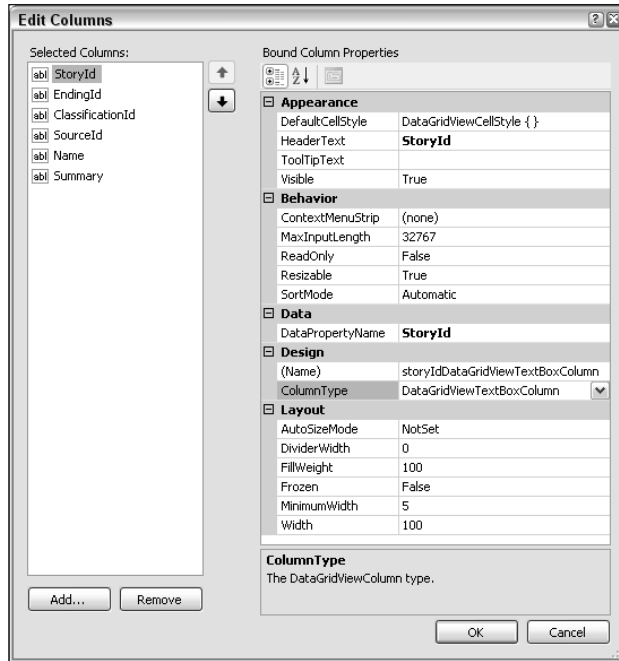 Edit Columns
Selected Columns:
abl StoryId
abl EndingId
abl ClassificationId
abl SourceId
abl Name
abl Summary
Add...
Remove
Bound Column Properties
A
Z
Appearance
DefaultCellStyle DataGridViewCellStyle { }
HeaderText StoryId
ToolTipText
Visible True
Behavior
ContextMenuStrip (none)
MaxInputLength 32767
ReadOnly False
Resizable True
SortMode Automatic
Data
DataPropertyName StoryId
Design
(Name) storyIdDataGridViewTextBoxColumn
ColumnType DataGridViewTextBoxColumn
Layout
AutoSizeMode NotSet
DividerWidth 0
FillWeight 100
Frozen False
MinimumWidth 5
Width 100
ColumnType
The DataGridViewColumn type.
OK
Cancel